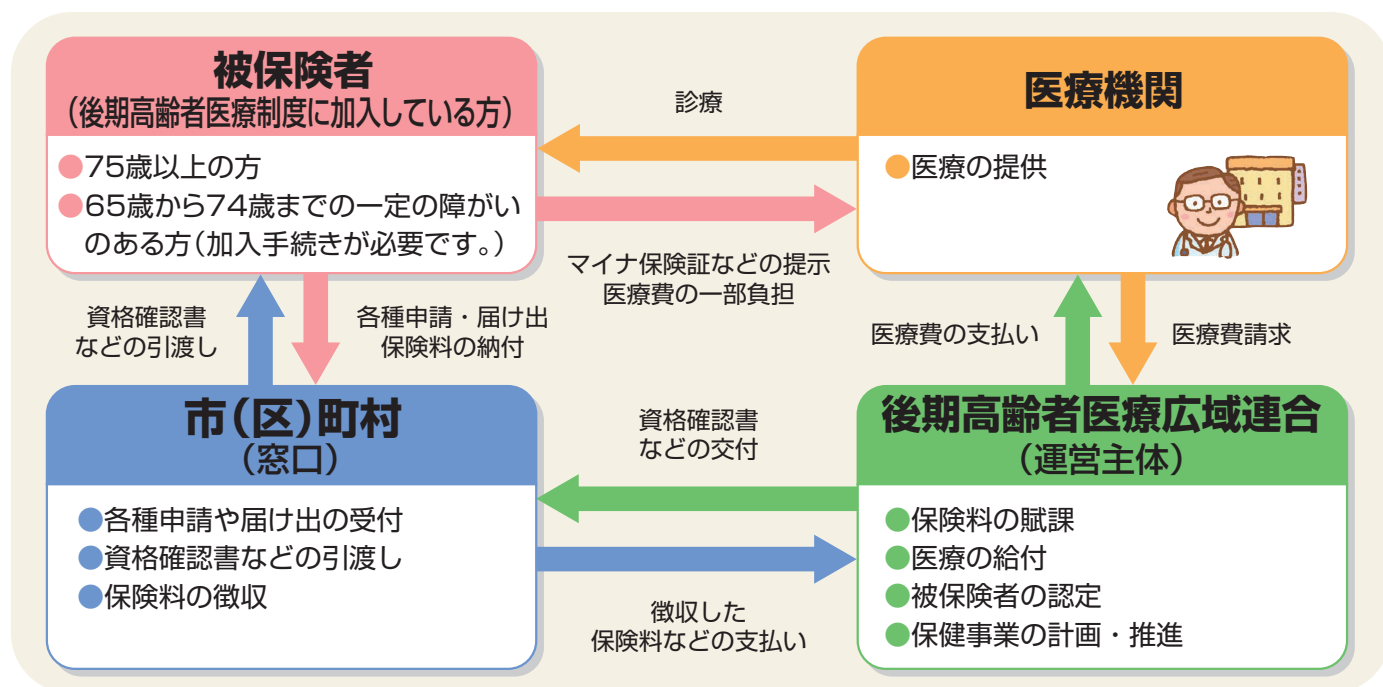 被保険者
（後期高齢者医療制度に加入している方）
●75歳以上の方
●65歳から74歳までの一定の障がい
のある方（加入手続きが必要です。）
診療
マイナ保険証などの提示
医療費の一部負担
医療機関
●医療の提供
資格確認書
などの引渡し
各種申請・届け出
保険料の納付
医療費の支払い
医療費請求
市（区）町村
（窓口）
●各種申請や届け出の受付
●資格確認書などの引渡し
●保険料の徴収
資格確認書
などの交付
徴収した
保険料などの支払い
後期高齢者医療広域連合
（運営主体）
●保険料の賦課
●医療の給付
●被保険者の認定
●保健事業の計画・推進